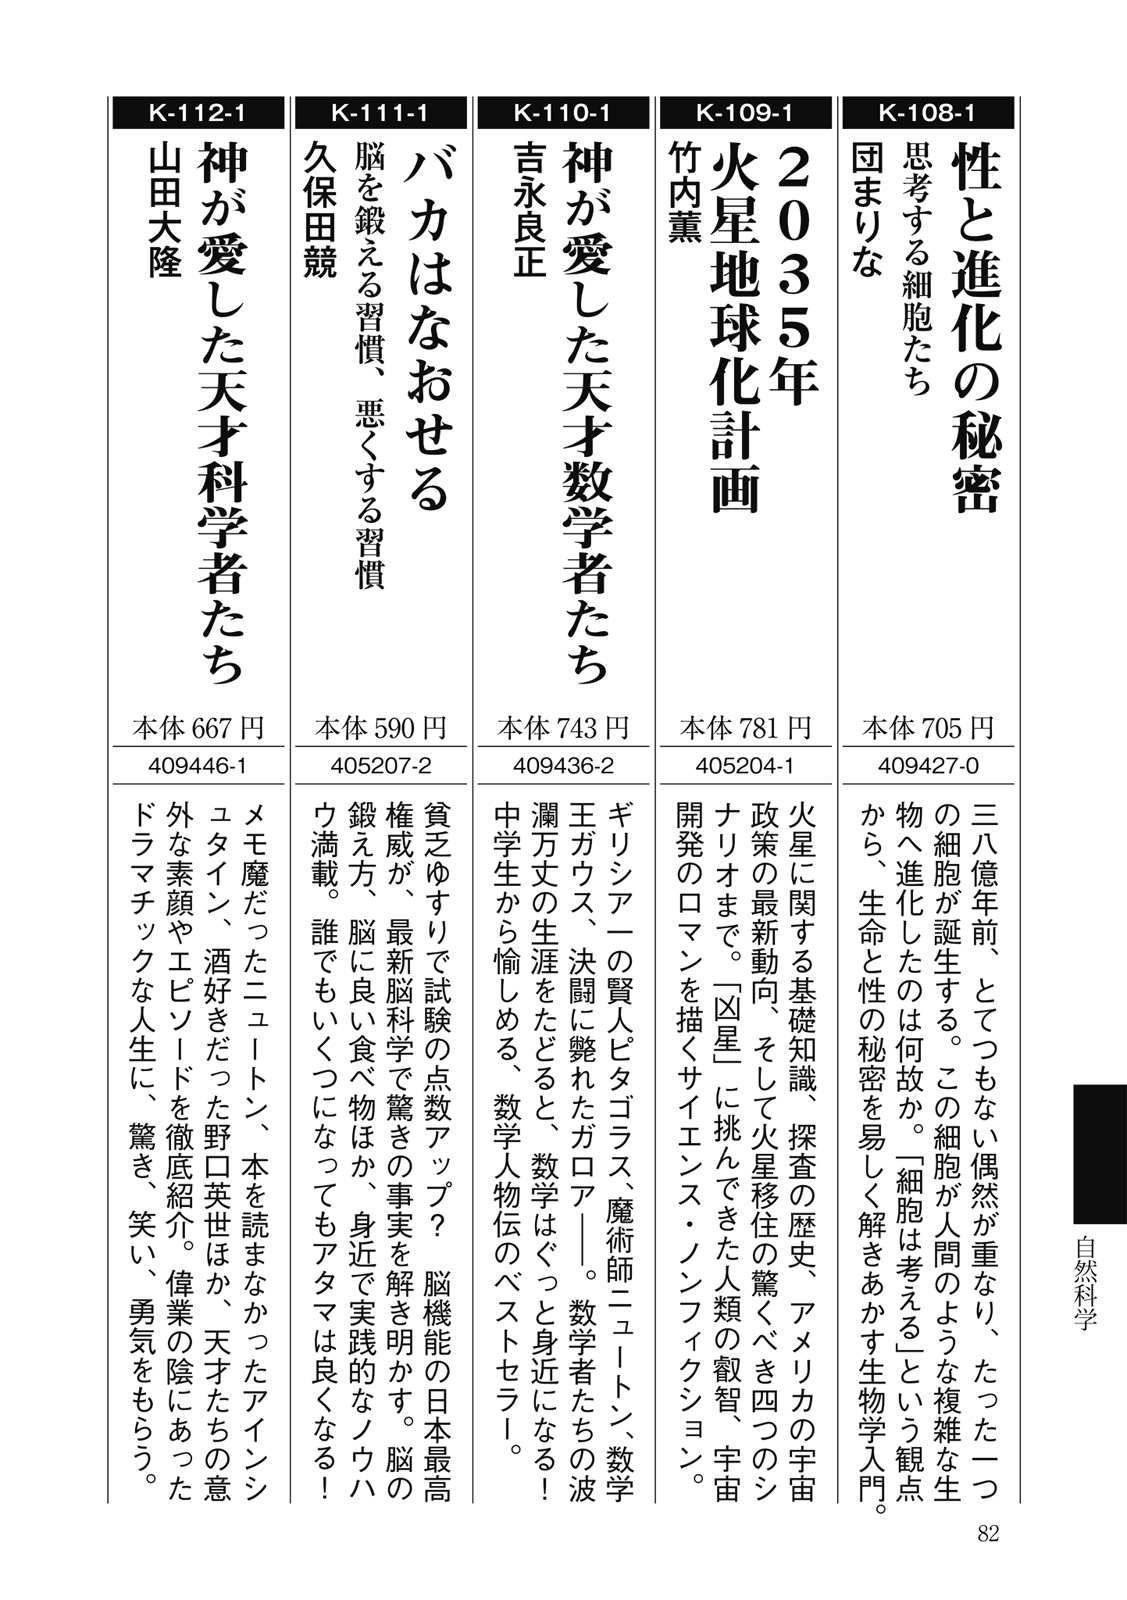 K-108-1
性と進化の秘密
思考する細胞たち
団まりな
本体 705 円
409427-0
三八億年前、とてつもない偶然が重なり、たった一つ
の細胞が誕生する。この細胞が人間のような複雑な生
物へ進化したのは何故か。「細胞は考える」という観点
から、生命と性の秘密を易しく解きあかす生物学入門。
K-109-1
2035年
火星地球化計画
竹内薫
本体 781 円
405204-1
火星に関する基礎知識、探査の歴史、アメリカの宇宙
政策の最新動向、そして火星移住の驚くべき四つのシ
ナリオまで。「凶星」に挑んできた人類の叡智、宇宙
開発のロマンを描くサイエンス・ノンフィクション。
K-110-1
神が愛した天才数学者たち
吉永良正
本体 743 円
409436-2
ギリシア一の賢人ピタゴラス、魔術師ニュートン、数学
王ガウス、決闘に斃れたガロア――。数学者たちの波
瀾万丈の生涯をたどると、数学はぐっと身近になる！
中学生から愉しめる、数学人物伝のベストセラー。
K-111-1
バカはなおせる
脳を鍛える習慣、悪くする習慣
久保田競
本体 590 円
405207-2
貧乏ゆすりで試験の点数アップ？　脳機能の日本最高
権威が、最新脳科学で驚きの事実を解き明かす。脳の
鍛え方、脳に良い食べ物ほか、身近で実践的なノウハ
ウ満載。誰でもいくつになってもアタマは良くなる！
K-112-1
神が愛した天才科学者たち
山田大隆
本体 667 円
409446-1
メモ魔だったニュートン、本を読まなかったアインシ
ュタイン、酒好きだった野口英世ほか、天才たちの意
外な素顔やエピソードを徹底紹介。偉業の陰にあった
ドラマチックな人生に、驚き、笑い、勇気をもらう。
自然科学
82